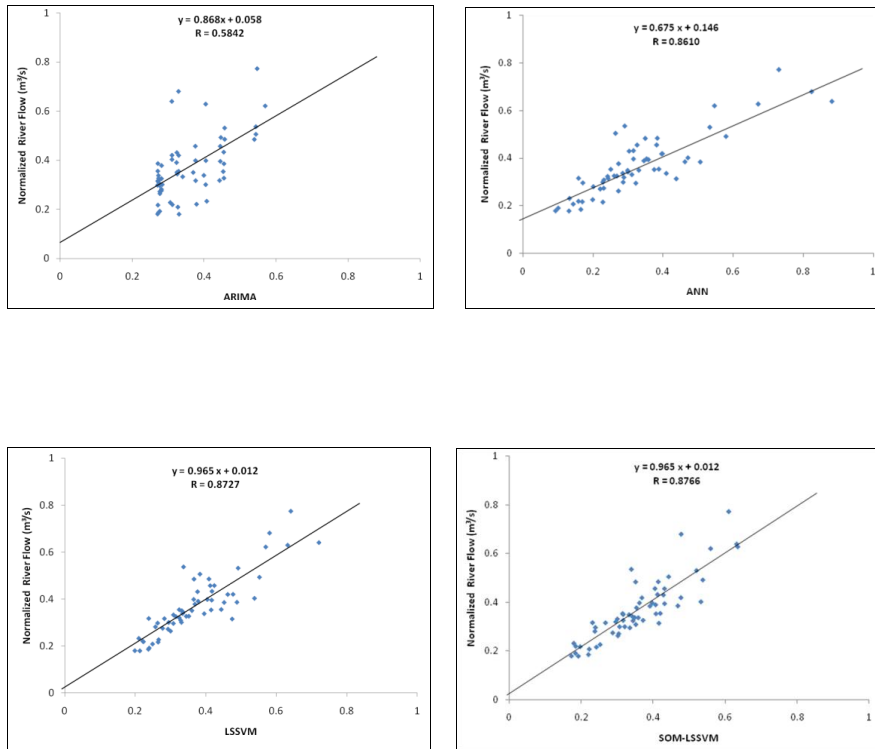 y = 0.868x + 0.058
R = 0.5842
Normalized River Flow (m³/s)
1
0.8
0.6
0.4
0.2
0
0 0.2 0.4 0.6 0.8 1
ARIMA
y = 0.675 x + 0.146
R = 0.8610
Normalized River Flow (m³/s)
1
0.8
0.6
0.4
0.2
0
0 0.2 0.4 0.6 0.8 1
ANN
y = 0.965 x + 0.012
R = 0.8727
Normalized River Flow (m³/s)
1
0.8
0.6
0.4
0.2
0
0 0.2 0.4 0.6 0.8 1
LSSVM
y = 0.965 x + 0.012
R = 0.8766
Normalized River Flow (m³/s)
1
0.8
0.6
0.4
0.2
0
0 0.2 0.4 0.6 0.8 1
SOM-LSSVM